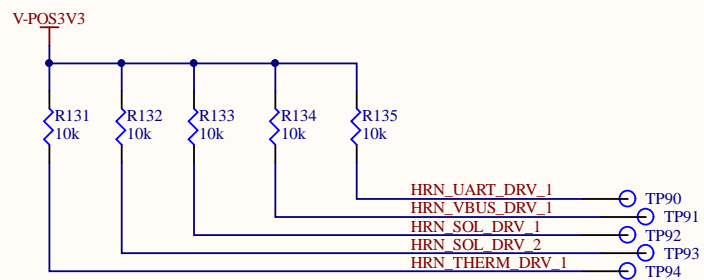 V-POS3V3
R131 R132 R133 R134 R135
10k 10k 10k 10k 10k
HRN_UART_DRV_1 TP90
HRN_VBUS_DRV_1 TP91
HRN_SOL_DRV_1 TP92
HRN_SOL_DRV_2 TP93
HRN_THERM_DRV_1 TP94